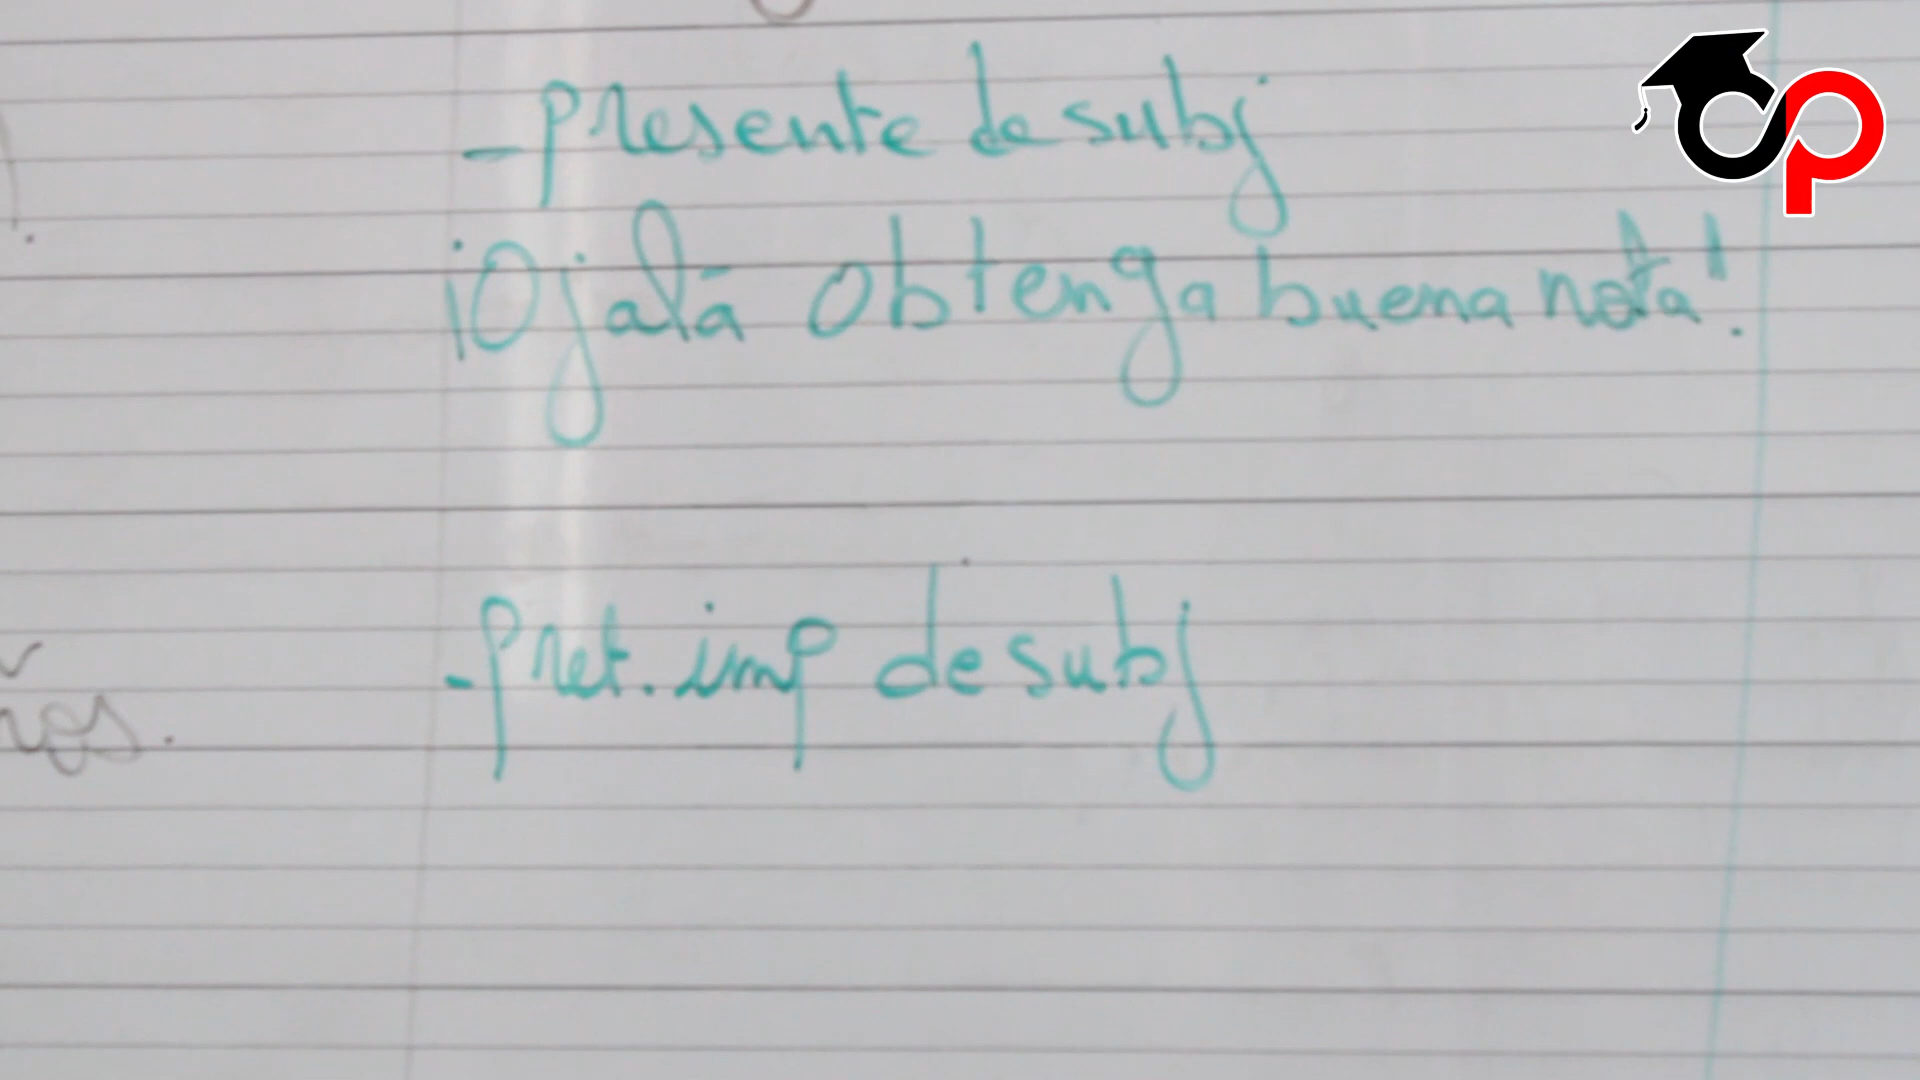 - presente de subj
¡Ojalá obtenga buena nota!
- pret. imp de subj